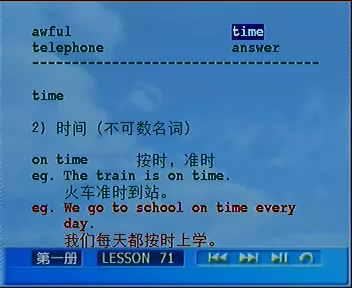 awful time
telephone answer
time
2) 时间 (不可数名词)
on time 按时, 准时
eg. The train is on time.
火车准时到站。
eg. We go to school on time every
day.
我们每天都按时上学。
第一册 LESSON 71